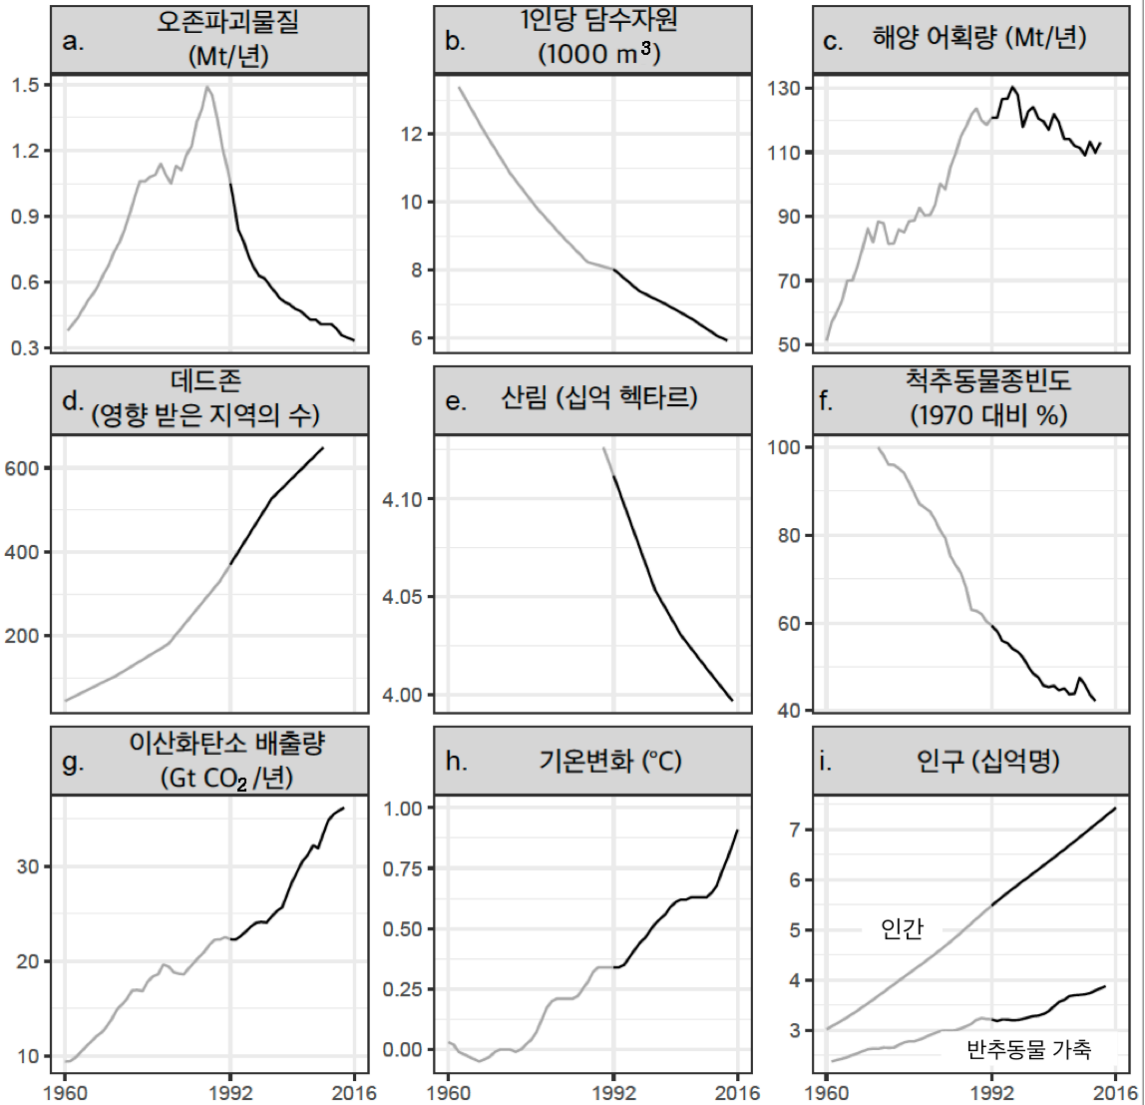 a.
오존파괴물질
(Mt/년)
1.5
1.2
0.9
0.6
0.3
b.
1인당 담수자원
(1000 m³)
12
10
8
6
c.
해양 어획량 (Mt/년)
130
110
90
70
50
d.
데드존
(영향 받은 지역의 수)
600
400
200
e.
산림 (십억 헥타르)
4.10
4.05
4.00
f.
척추동물종빈도
(1970 대비 %)
100
80
60
40
g.
이산화탄소 배출량
(Gt CO₂ /년)
30
20
10
1960
1992
2016
h.
기온변화 (°C)
1.00
0.75
0.50
0.25
0.00
1960
1992
2016
i.
인구 (십억명)
7
6
5
4
3
인간
반추동물 가축
1960
1992
2016